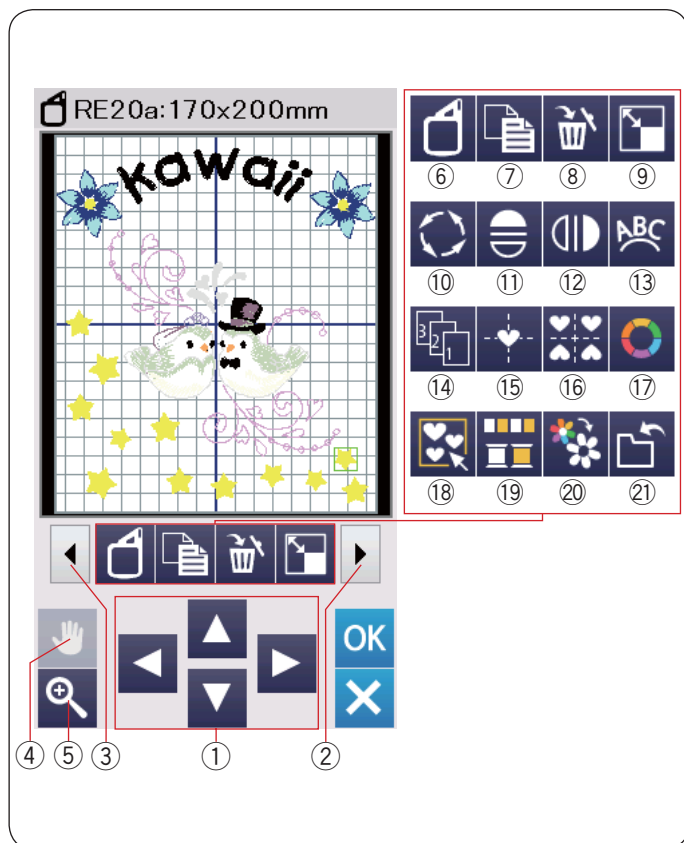 RE20a:170x200mm
kawaii
⑥ ⑦ ⑧ ⑨
ABC
⑩ ⑪ ⑫ ⑬
3 2 1
⑭ ⑮ ⑯ ⑰
⑱ ⑲ ⑳ ㉑
OK
④ ⑤ ③ ① ②